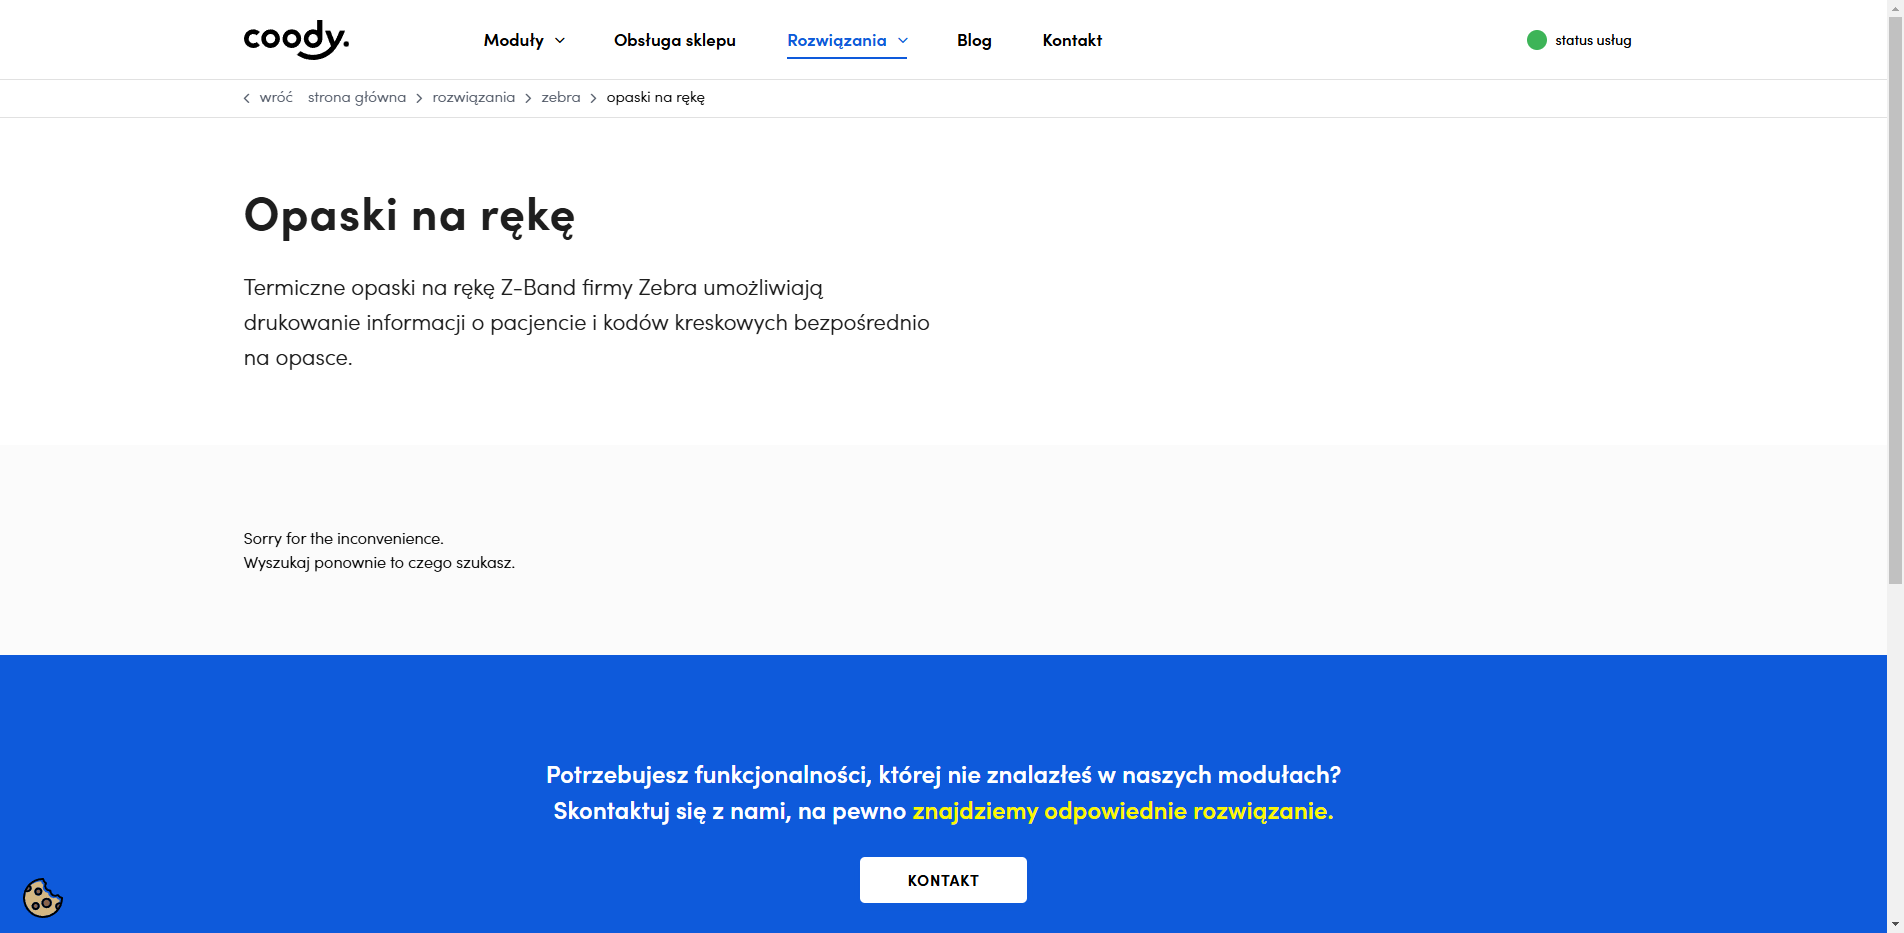 coody.
Moduły
Obsługa sklepu
Rozwiązania
Blog
Kontakt
status usług
wróć strona główna > rozwiązania > zebra > opaski na rękę
Opaski na rękę
Termiczne opaski na rękę Z-Band firmy Zebra umożliwiają
drukowanie informacji o pacjencie i kodów kreskowych bezpośrednio
na opasce.
Sorry for the inconvenience.
Wyszukaj ponownie to czego szukasz.
Potrzebujesz funkcjonalności, której nie znalazłeś w naszych modułach?
Skontaktuj się z nami, na pewno znajdziemy odpowiednie rozwiązanie.
KONTAKT